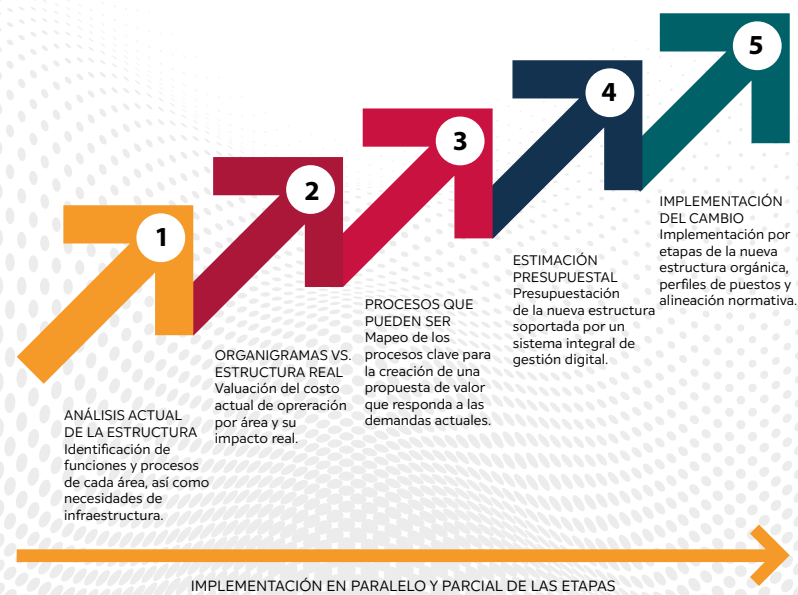 1
ANÁLISIS ACTUAL
DE LA ESTRUCTURA
Identificación de
funciones y procesos
de cada área, así como
necesidades de
infraestructura.
2
ORGANIGRAMAS VS.
ESTRUCTURA REAL
Valuación del costo
actual de opreración
por área y su
impacto real.
3
PROCESOS QUE
PUEDEN SER
Mapeo de los
procesos clave para
la creación de una
propuesta de valor
que responda a las
demandas actuales.
4
ESTIMACIÓN
PRESUPUESTAL
Presupuestación
de la nueva estructura
soportada por un
sistema integral de
gestión digital.
5
IMPLEMENTACIÓN
DEL CAMBIO
Implementación por
etapas de la nueva
estructura orgánica,
perfiles de puestos y
alineación normativa.
IMPLEMENTACIÓN EN PARALELO Y PARCIAL DE LAS ETAPAS